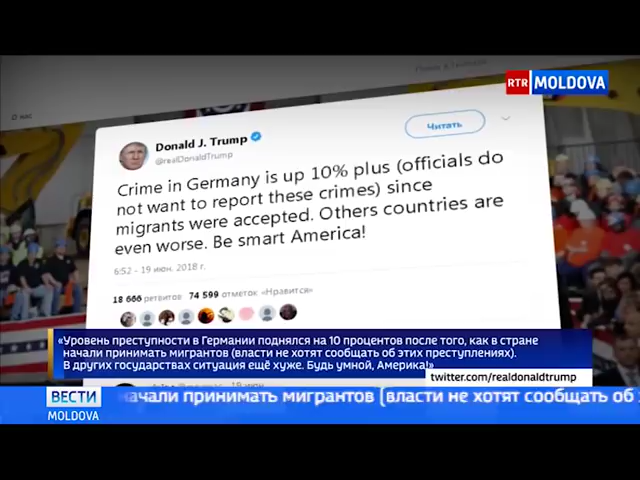 О нас
RTR MOLDOVA
Donald J. Trump
@realDonaldTrump
Читать
Crime in Germany is up 10% plus (officials do
not want to report these crimes) since
migrants were accepted. Others countries are
even worse. Be smart America!
6:52 - 19 июн. 2018 г.
18 666 ретвитов 74 599 отметок «Нравится»
«Уровень преступности в Германии поднялся на 10 процентов после того, как в стране
начали принимать мигрантов (власти не хотят сообщать об этих преступлениях).
В других государствах ситуация ещё хуже. Будь умной, Америка!»
twitter.com/realdonaldtrump
19 июн.
ВЕСТИ
MOLDOVA
начали принимать мигрантов (власти не хотят сообщать об